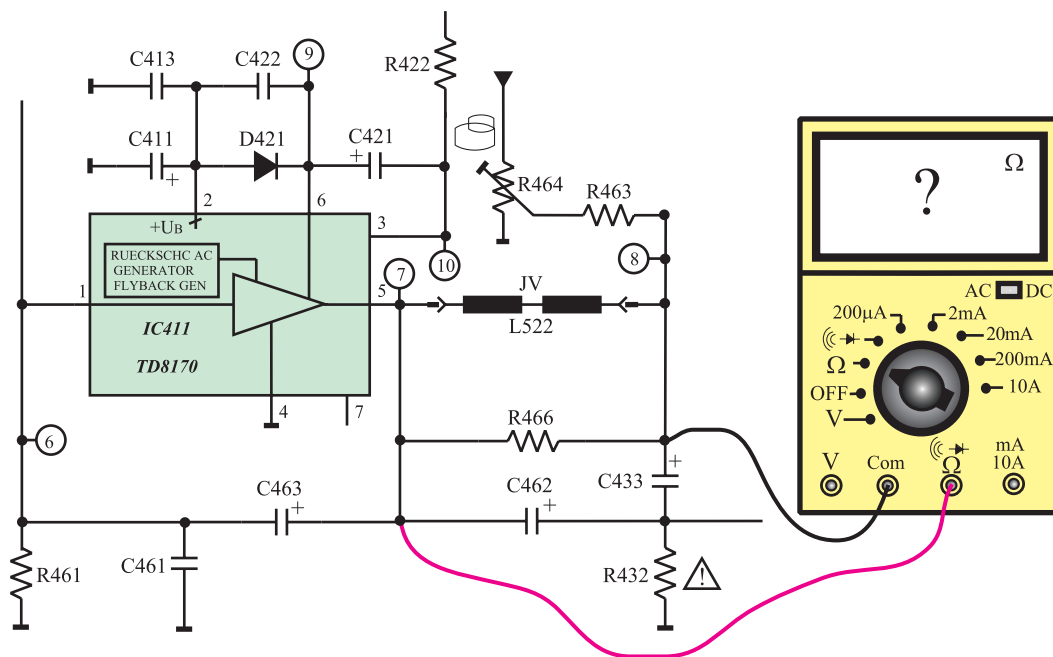 C413
C422
9
R422
C411
+
D421
C421
+
R464
R463
2
6
3
+UB
RUECKSCHC AC
GENERATOR
FLYBACK GEN
10
7
8
1
5
JV
L522
IC411
TD8170
4
7
6
R466
C433
+
C463
+
C462
+
R461
C461
R432
!
?
Ω
AC
DC
200µA
2mA
20mA
Ω
200mA
OFF
10A
V
V
Com
Ω
mA
10A